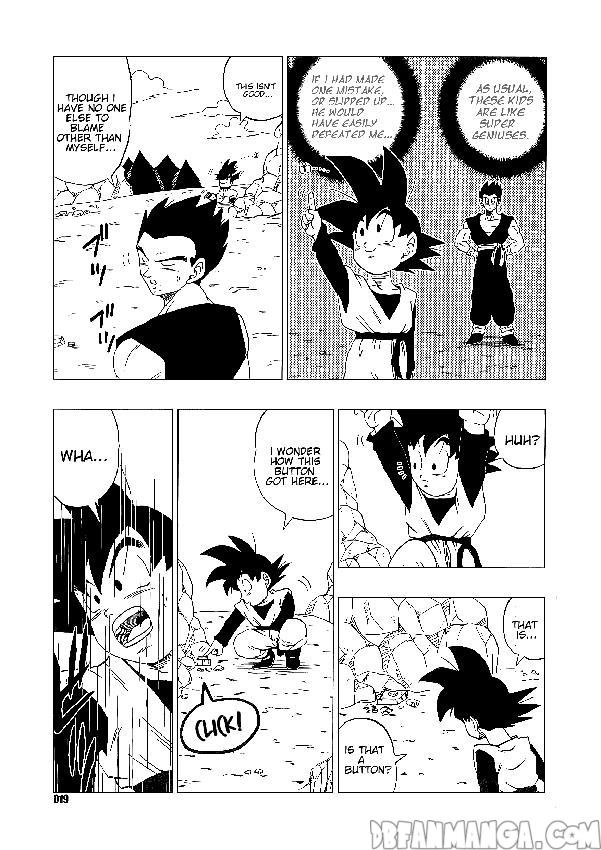 AS USUAL,
THESE KIDS
ARE LIKE
SUPER
GENIUSES.
IF I HAD MADE
ONE MISTAKE,
OR SLIPPED UP...
HE WOULD
HAVE EASILY
DEFEATED ME...
THIS ISN'T
GOOD...
THOUGH I
HAVE NO ONE
ELSE TO
BLAME
OTHER THAN
MYSELF...
HUH?
THAT
IS...
IS THAT
A
BUTTON?
I WONDER
HOW THIS
BUTTON
GOT HERE...
CLICK!
WHA...
019
DBFANMANGA.COM